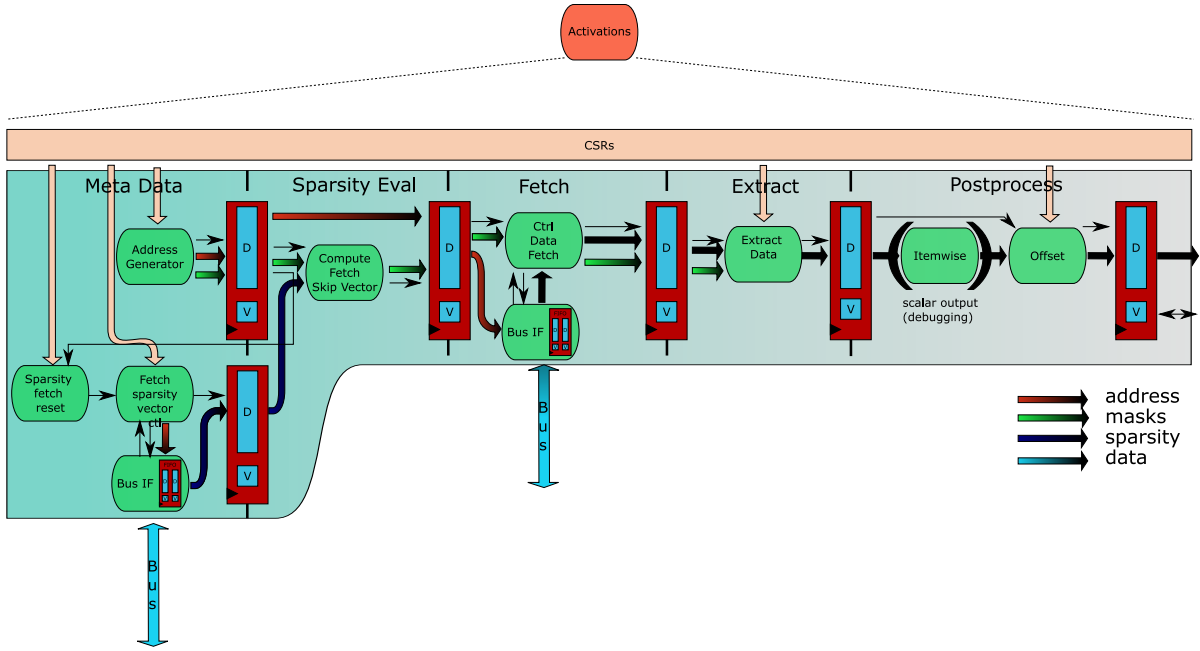 Activations
CSRs
Meta Data
Sparsity Eval
Fetch
Extract
Postprocess
Address
Generator
D
V
Compute
Fetch
Skip Vector
D
V
Ctrl
Data
Fetch
Bus IF
D
V
Extract
Data
D
V
Itemwise
scalar output
(debugging)
Offset
D
V
Sparsity
fetch
reset
Fetch
sparsity
vector
ctl
Bus IF
D
V
Bus
Bus
address
masks
sparsity
data